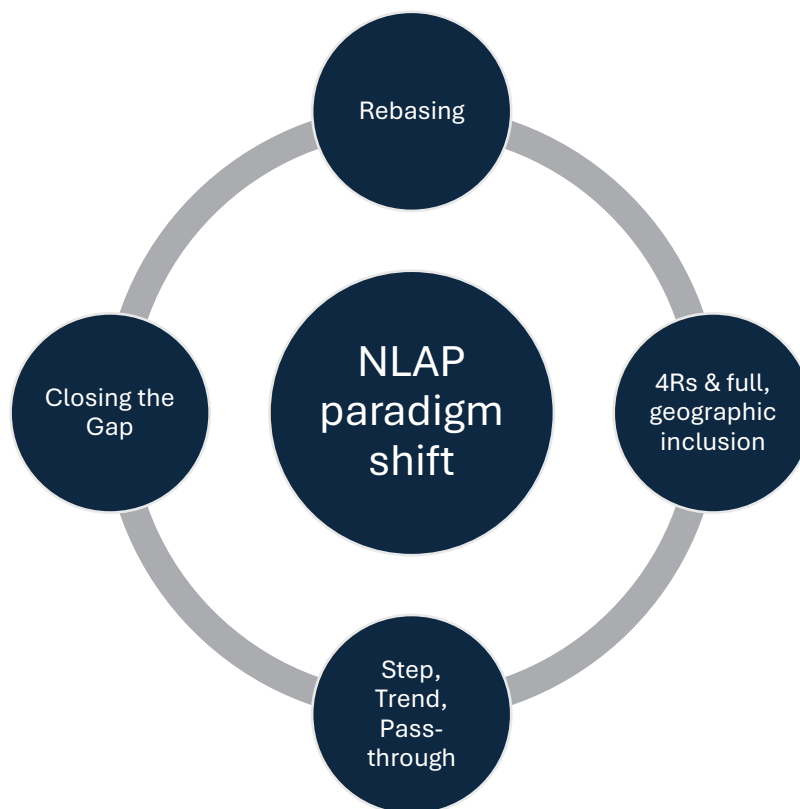 Rebasing
NLAP
paradigm
shift
4Rs & full,
geographic
inclusion
Closing the
Gap
Step,
Trend,
Pass-
through